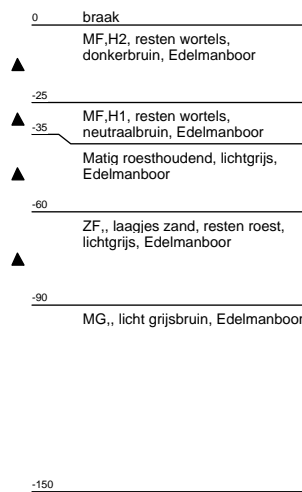 0 braak
MF,H2, resten wortels,
donkerbruin, Edelmanboor
-25
MF,H1, resten wortels,
-35 neutraalbruin, Edelmanboor
Matig roesthoudend, lichtgrijs,
Edelmanboor
-60
ZF,, laagjes zand, resten roest,
lichtgrijs, Edelmanboor
-90
MG,, licht grijsbruin, Edelmanboor
-150